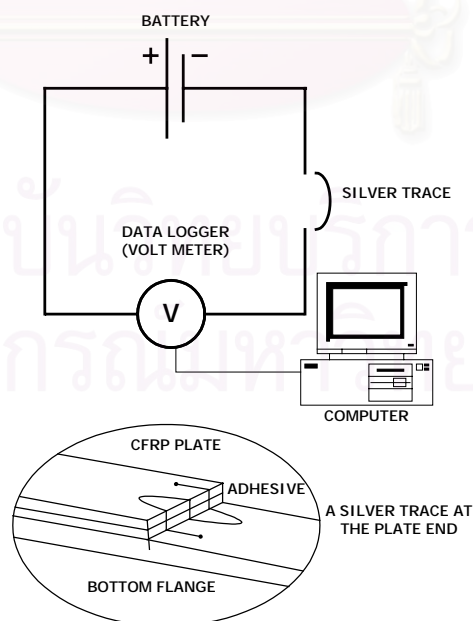 BATTERY
+ −
SILVER TRACE
DATA LOGGER
(VOLT METER)
V
COMPUTER
CFRP PLATE
ADHESIVE
A SILVER TRACE AT
THE PLATE END
BOTTOM FLANGE